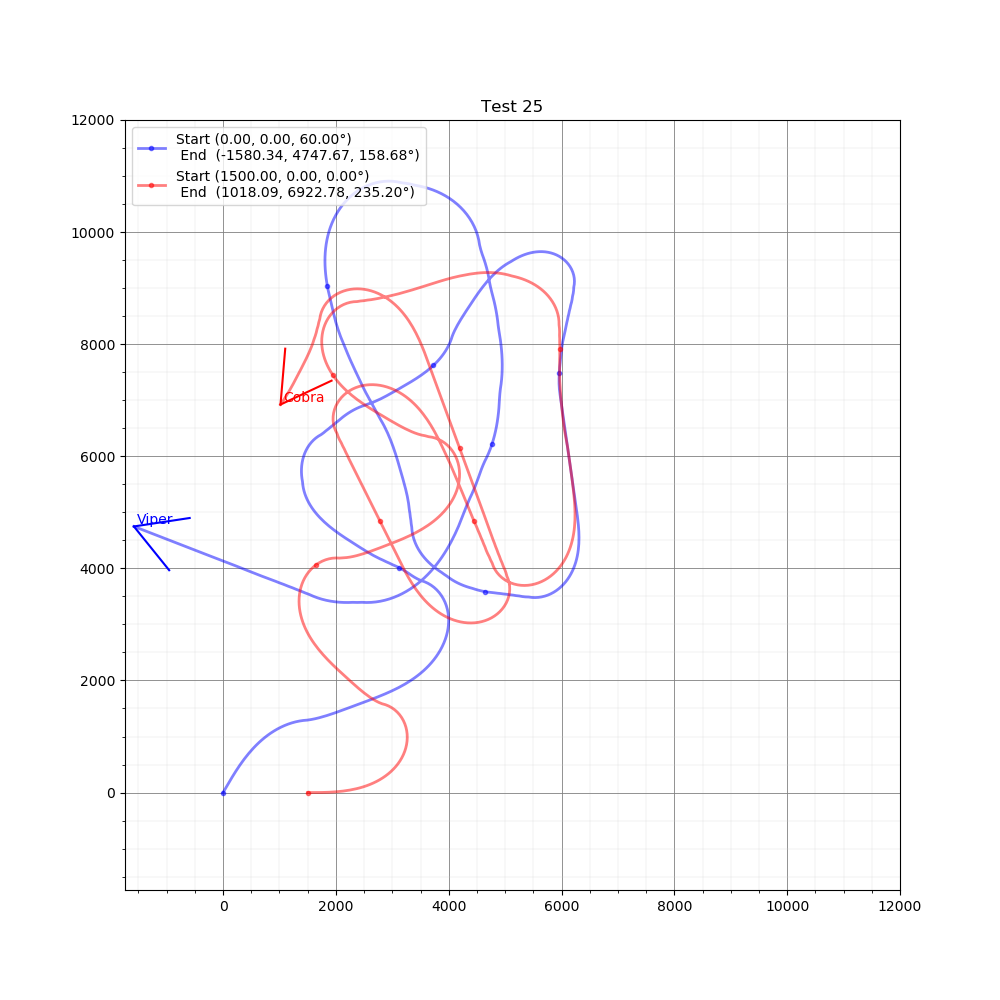 Test 25
Start (0.00, 0.00, 60.00°)
End  (-1580.34, 4747.67, 158.68°)
Start (1500.00, 0.00, 0.00°)
End  (1018.09, 6922.78, 235.20°)
12000
10000
8000
6000
4000
2000
0
Cobra
Viper
0
2000
4000
6000
8000
10000
12000